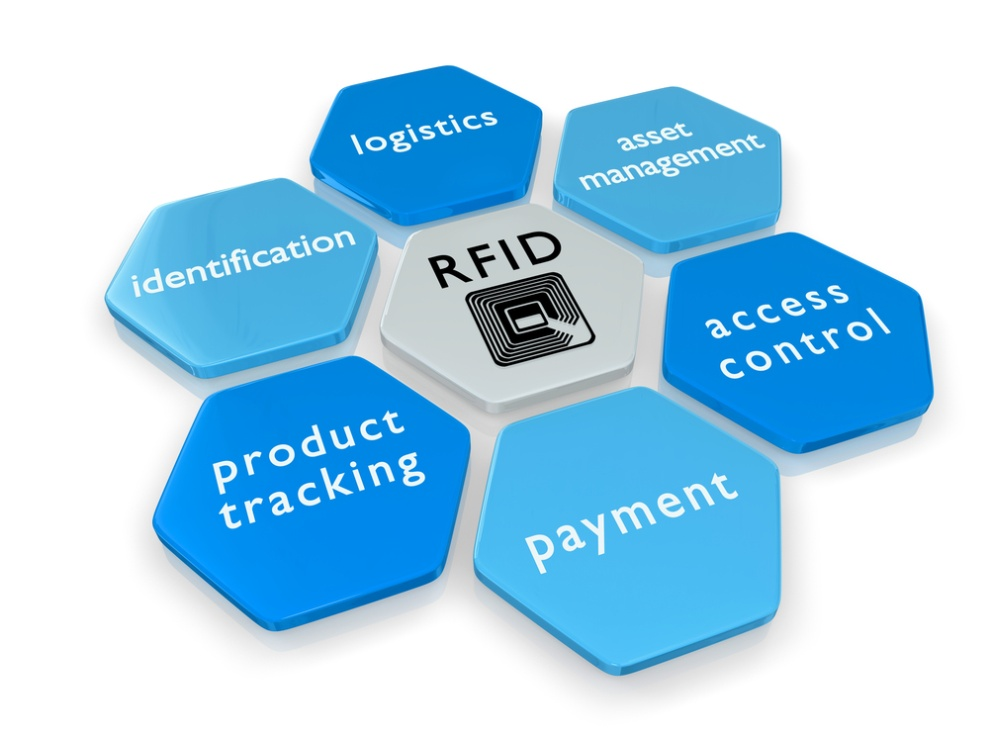 logistics
asset
management
identification
RFID
access
control
product
tracking
payment